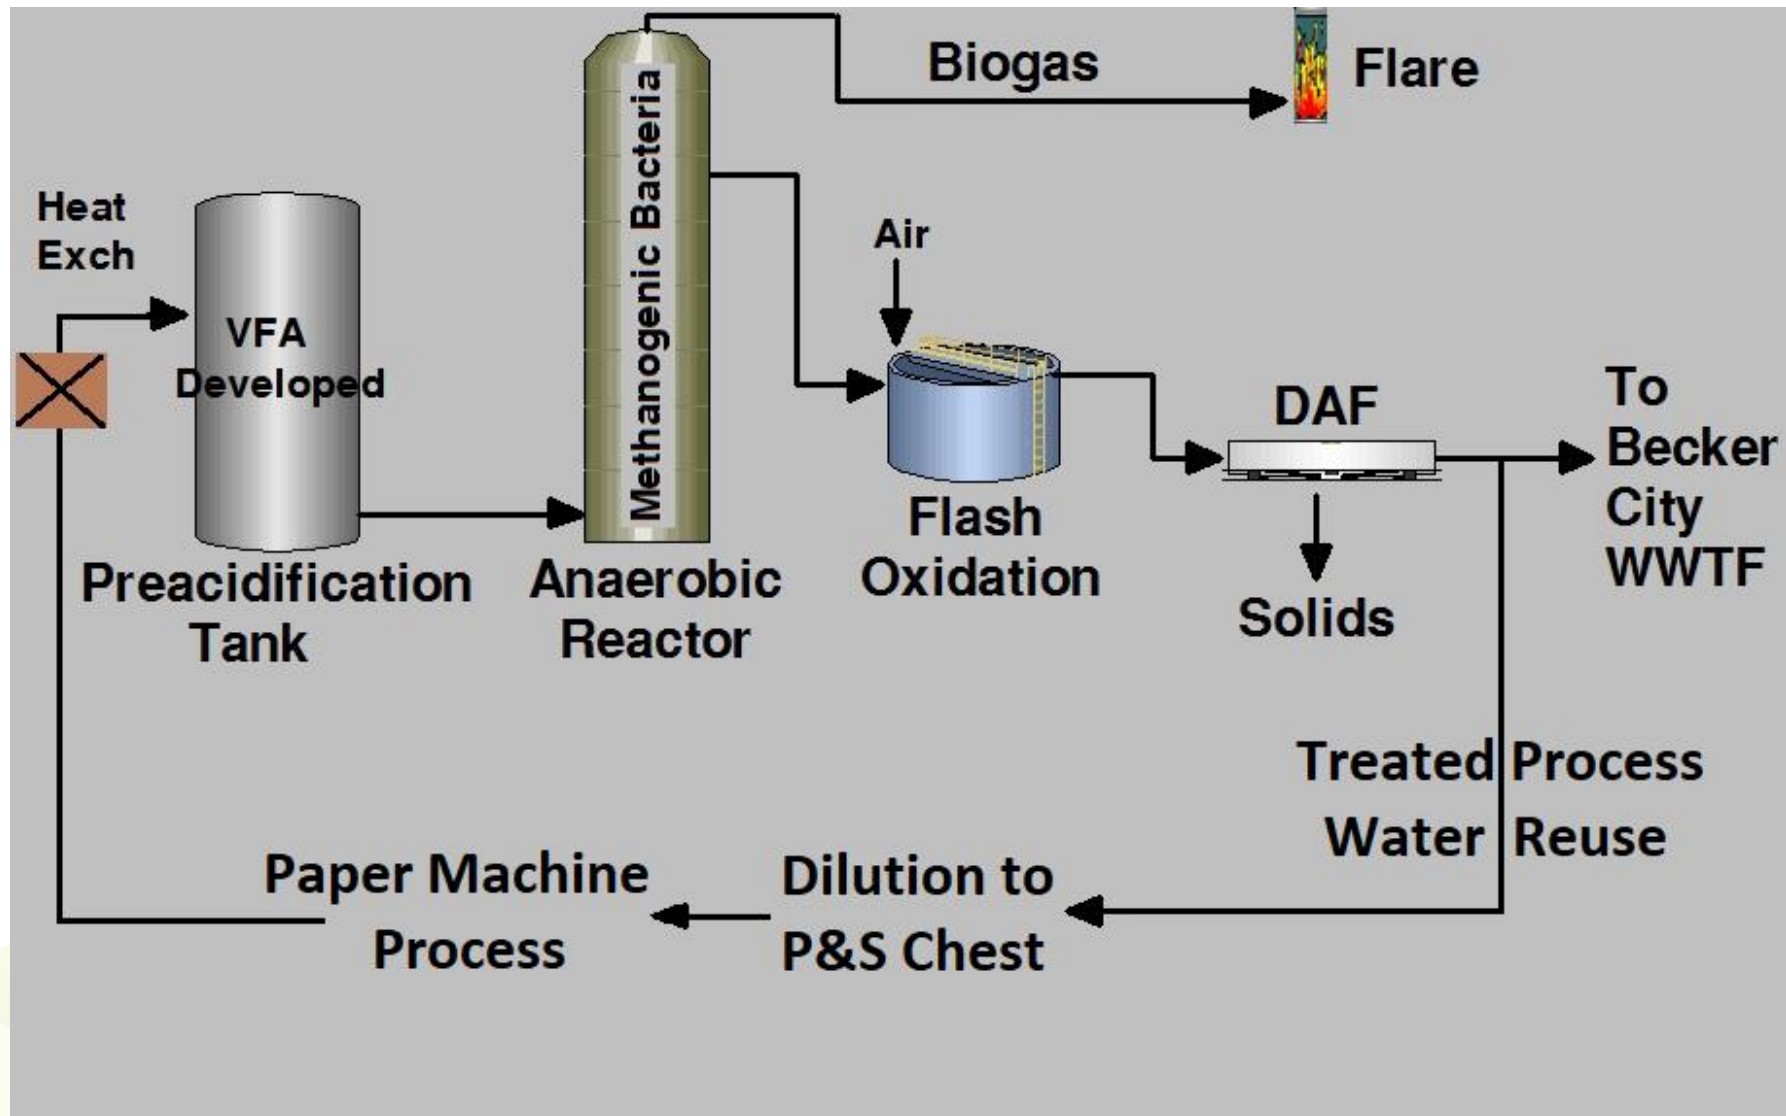 Biogas
Flare
Heat
Exch
VFA
Developed
Methanogenic Bacteria
Air
DAF
To
Becker
City
WWTF
Preacidification
Tank
Anaerobic
Reactor
Flash
Oxidation
Solids
Treated Process
Water Reuse
Paper Machine
Process
Dilution to
P&S Chest